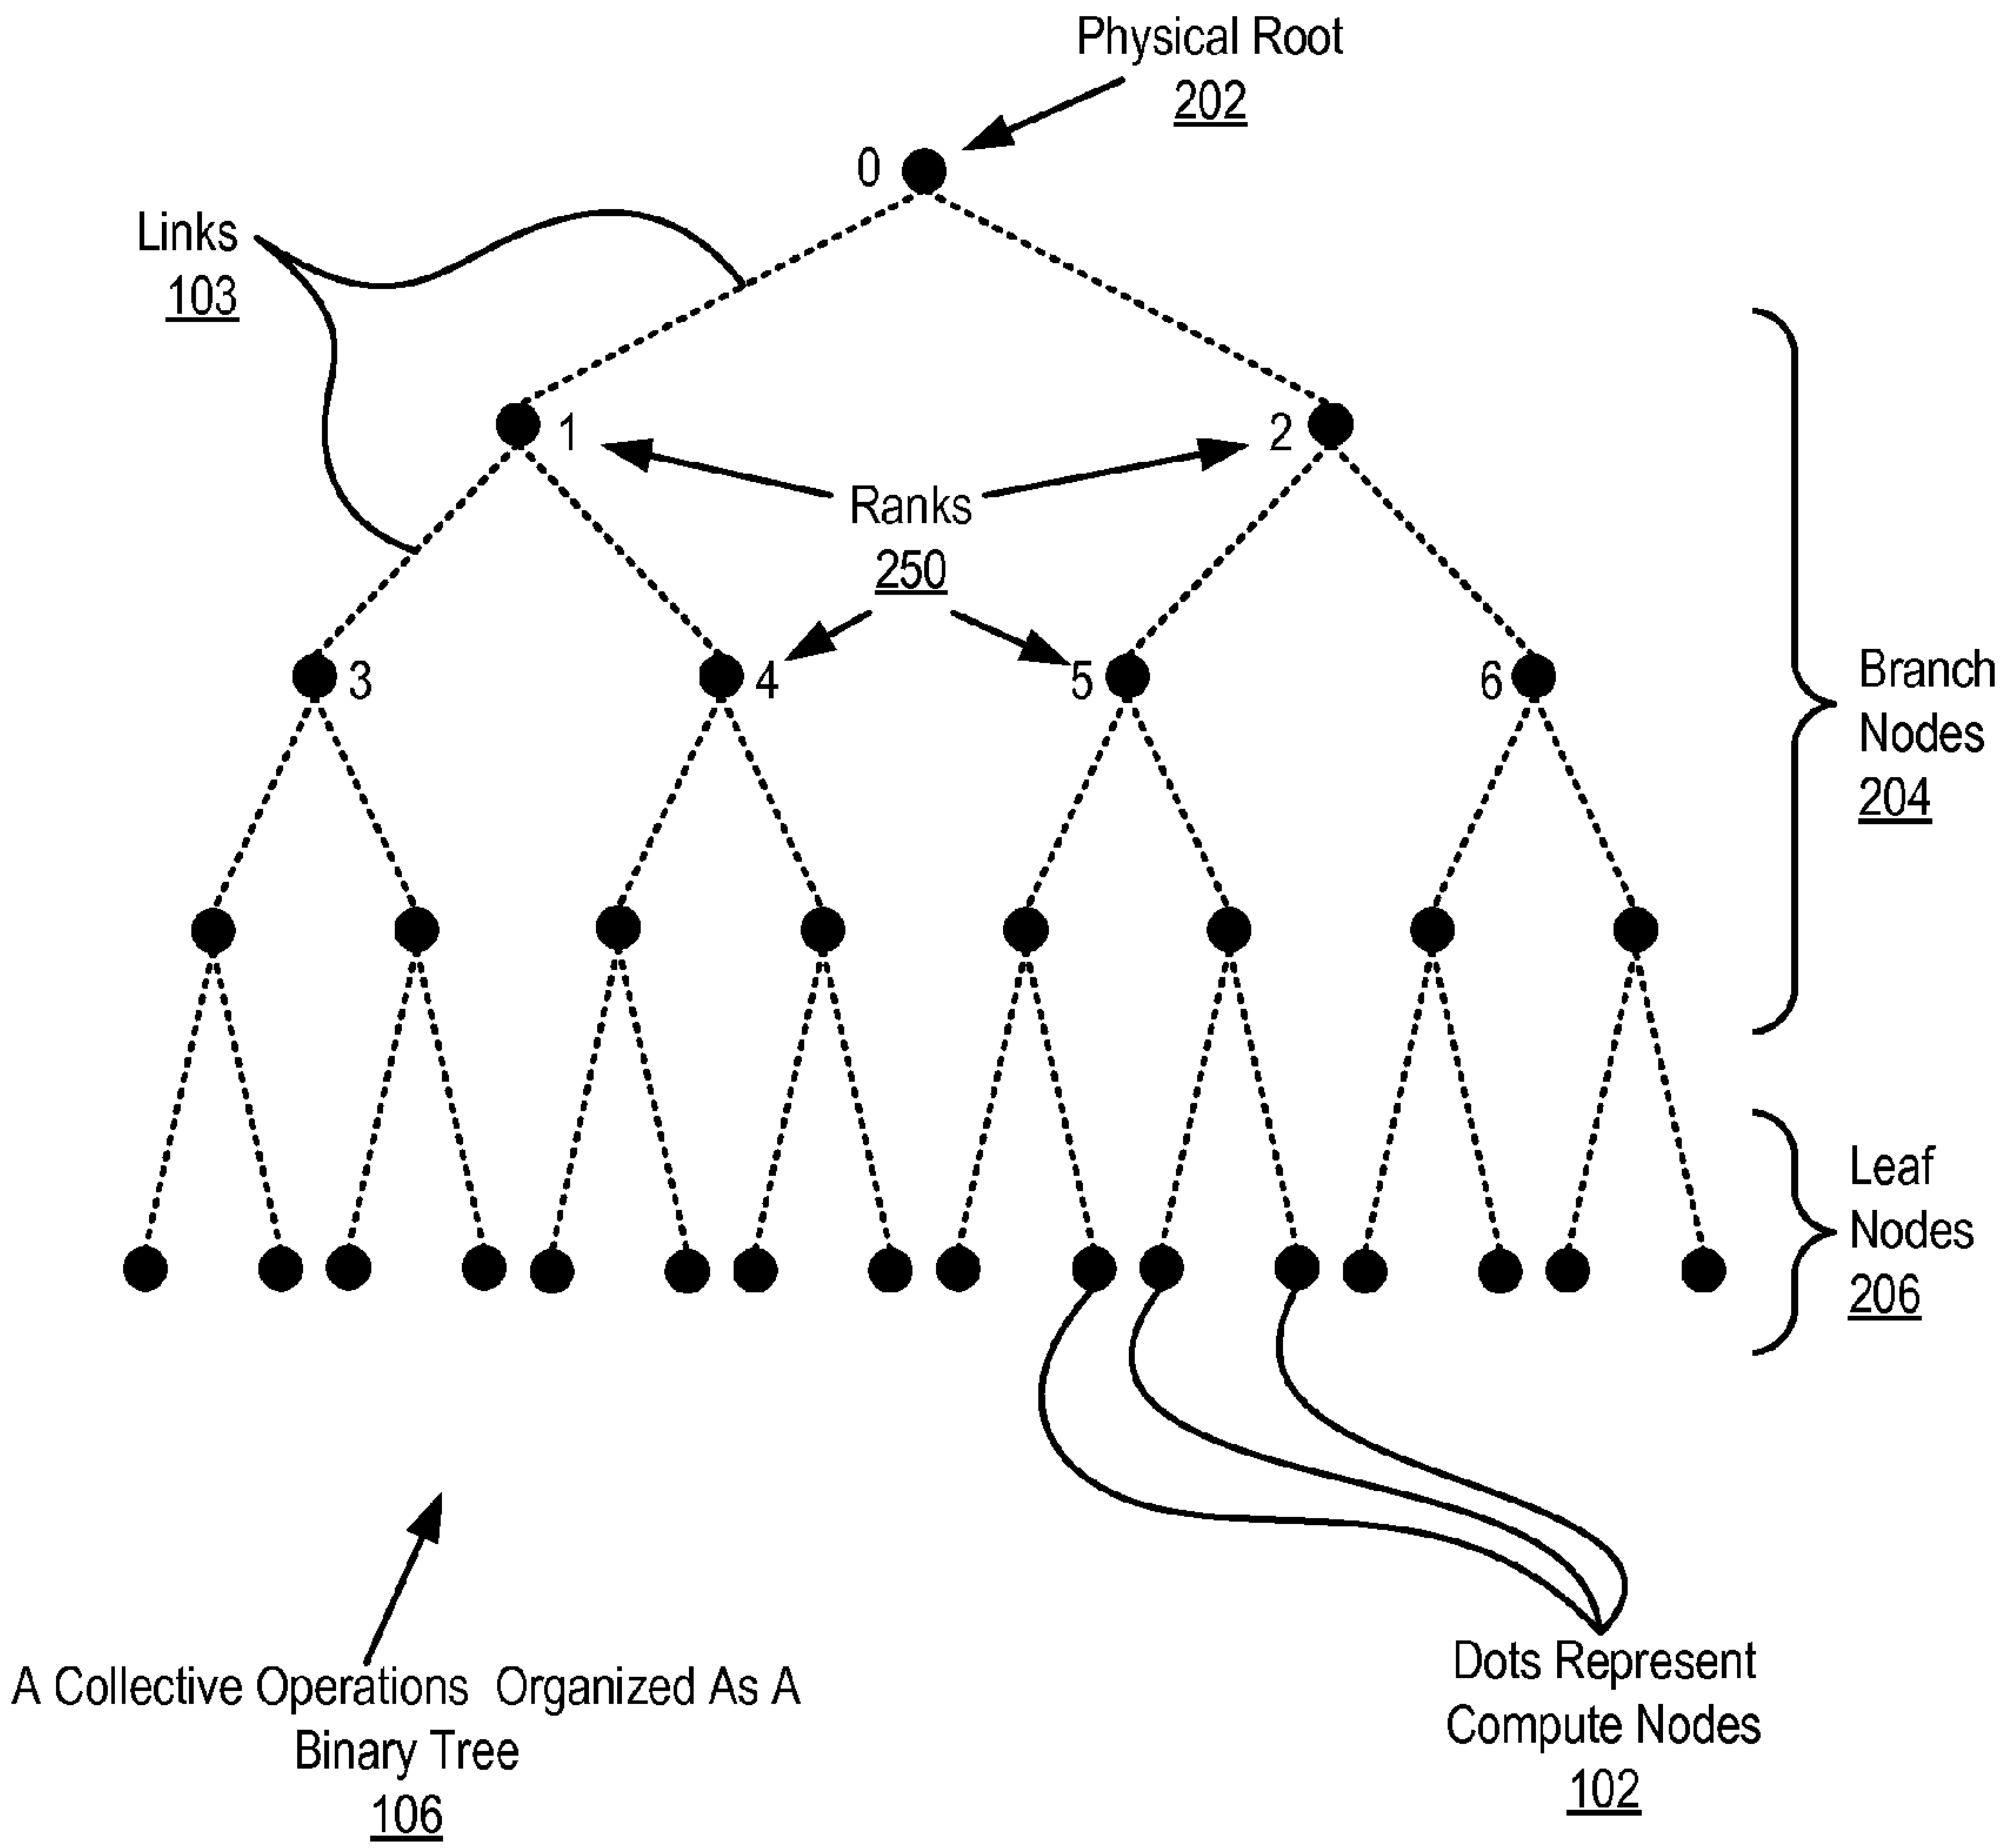 Physical Root
202
0
Links
103
1
2
Ranks
250
3
4
5
6
Branch
Nodes
204
Leaf
Nodes
206
A Collective Operations Organized As A
Binary Tree
106
Dots Represent
Compute Nodes
102